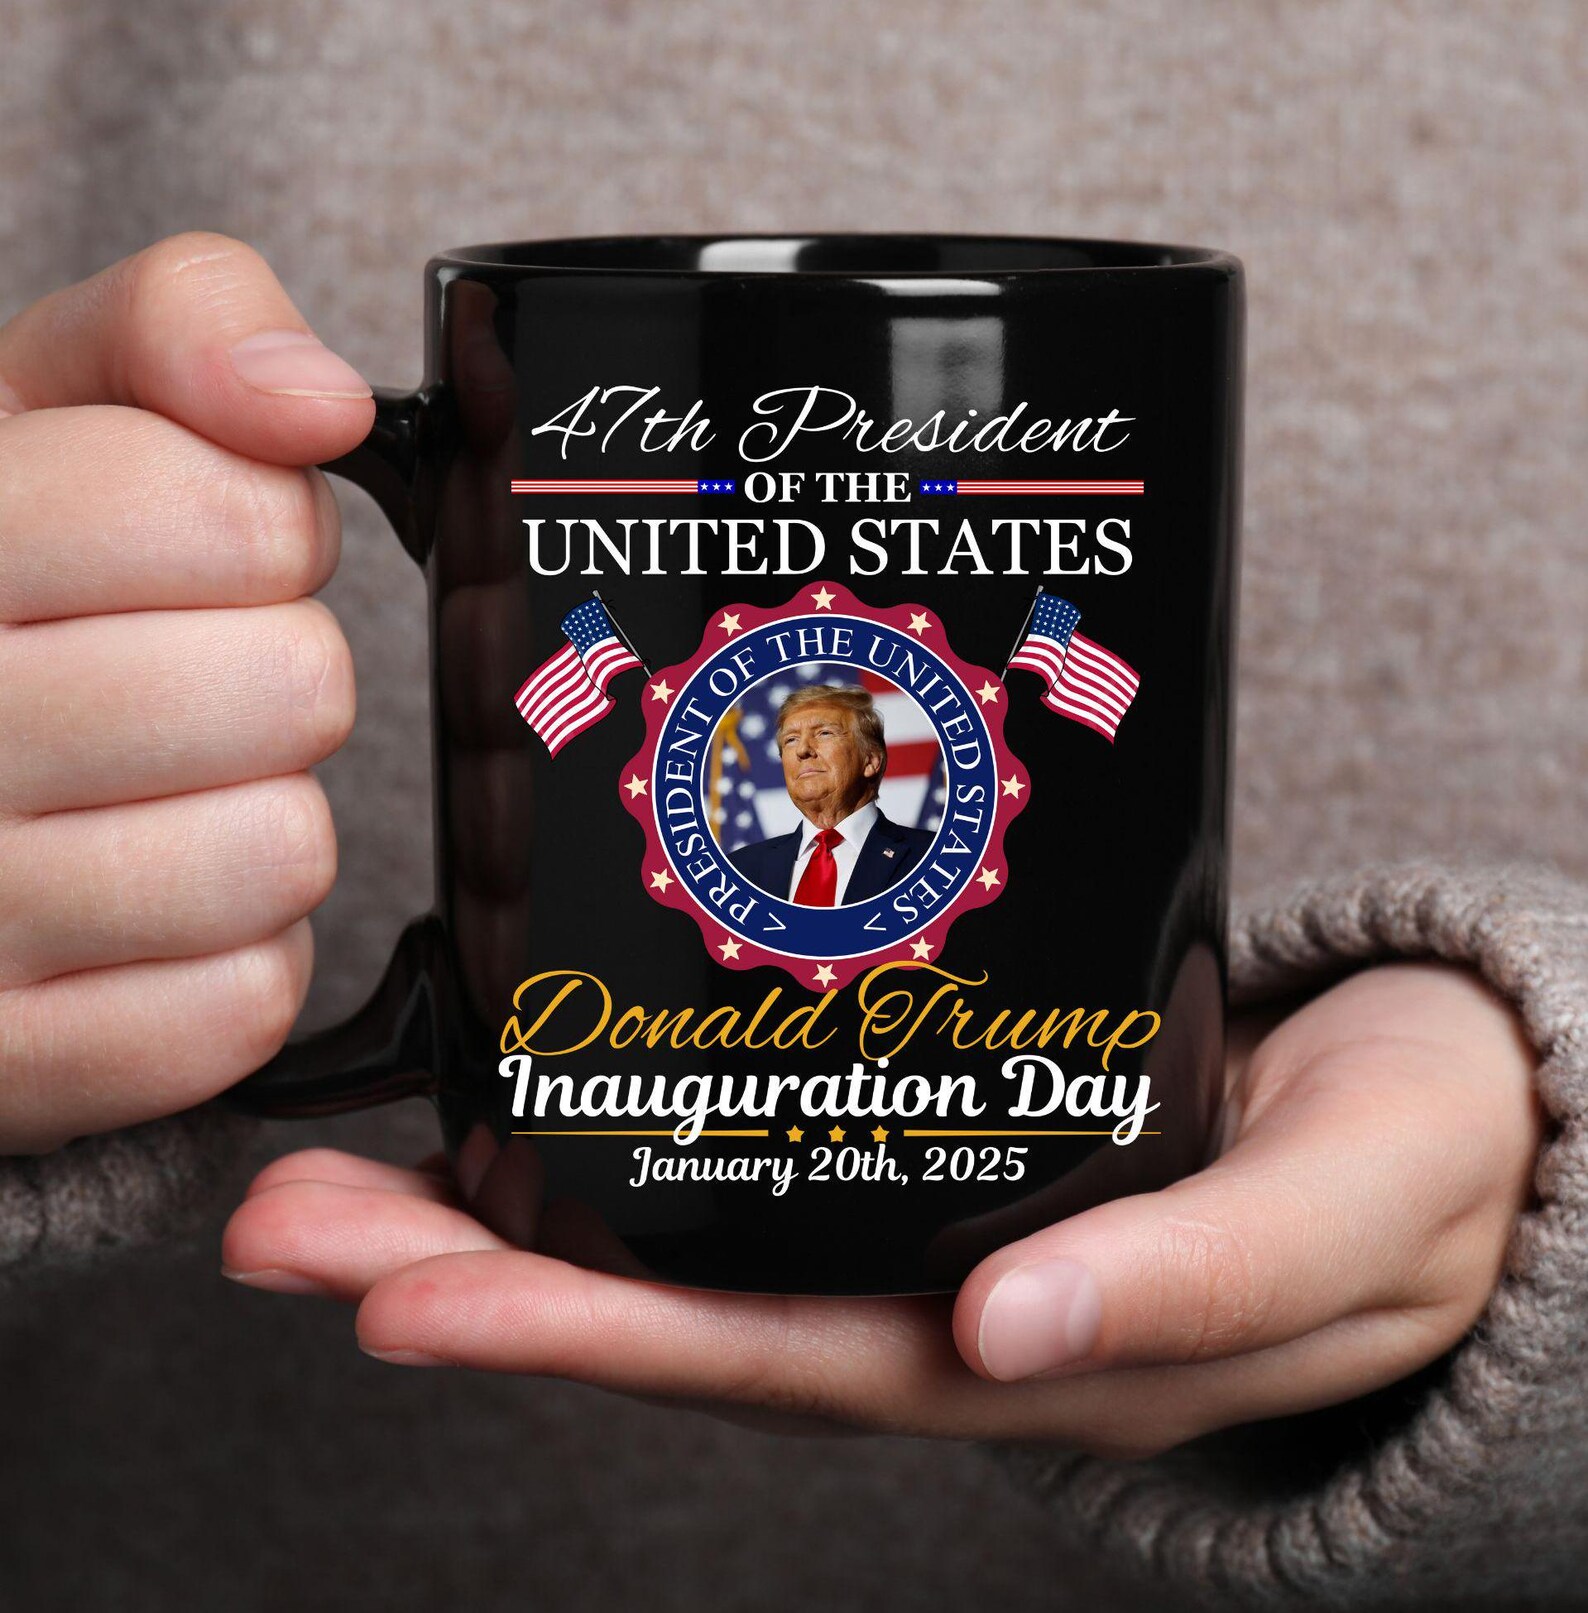 47th President
OF THE
UNITED STATES
< PRESIDENT OF THE UNITED STATES >
Donald Trump
Inauguration Day
January 20th, 2025